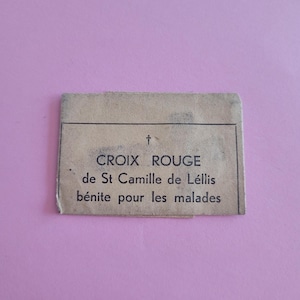 †
CROIX ROUGE
de St Camille de Léllis
bénite pour les malades